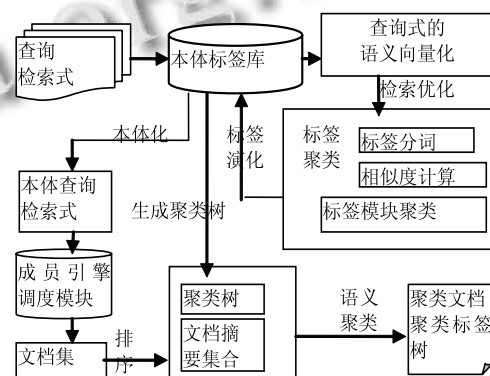 查询
检索式
本体标签库
查询式的
语义向量化
检索优化
本体化
标签
演化
标签
聚类
标签分词
相似度计算
标签模块聚类
本体查询
检索式
生成聚类树
成员引擎
调度模块
文档集
排
序
聚类树
文档摘
要集合
语义
聚类
聚类文档
聚类标签
树